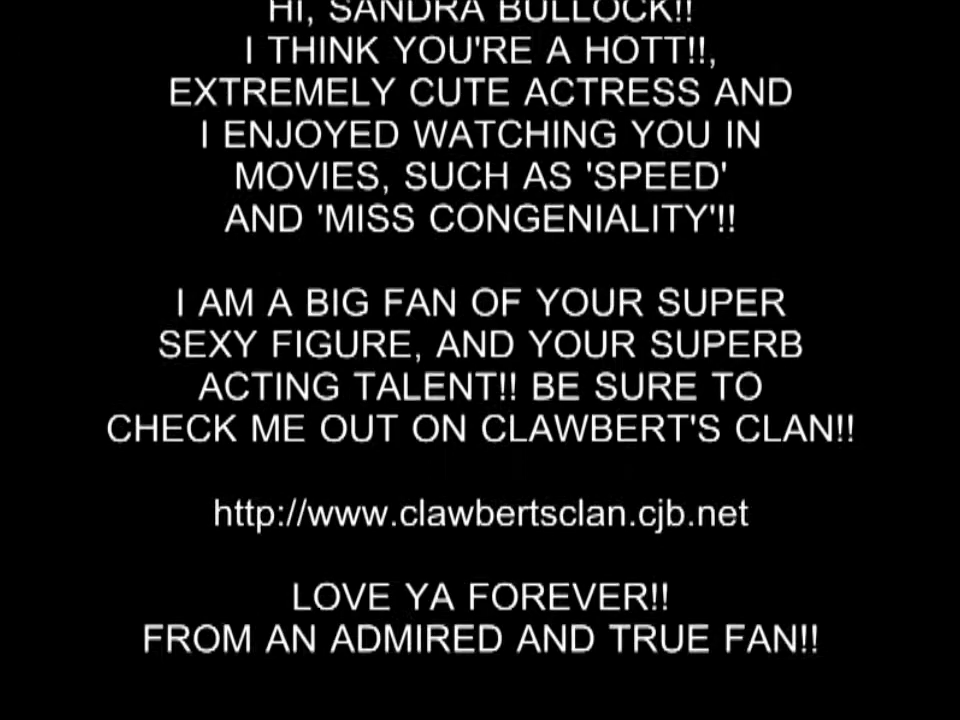 HI, SANDRA BULLOCK!!
I THINK YOU'RE A HOTT!!,
EXTREMELY CUTE ACTRESS AND
I ENJOYED WATCHING YOU IN
MOVIES, SUCH AS 'SPEED'
AND 'MISS CONGENIALITY'!!
I AM A BIG FAN OF YOUR SUPER
SEXY FIGURE, AND YOUR SUPERB
ACTING TALENT!! BE SURE TO
CHECK ME OUT ON CLAWBERT'S CLAN!!
http://www.clawbertsclan.cjb.net
LOVE YA FOREVER!!
FROM AN ADMIRED AND TRUE FAN!!